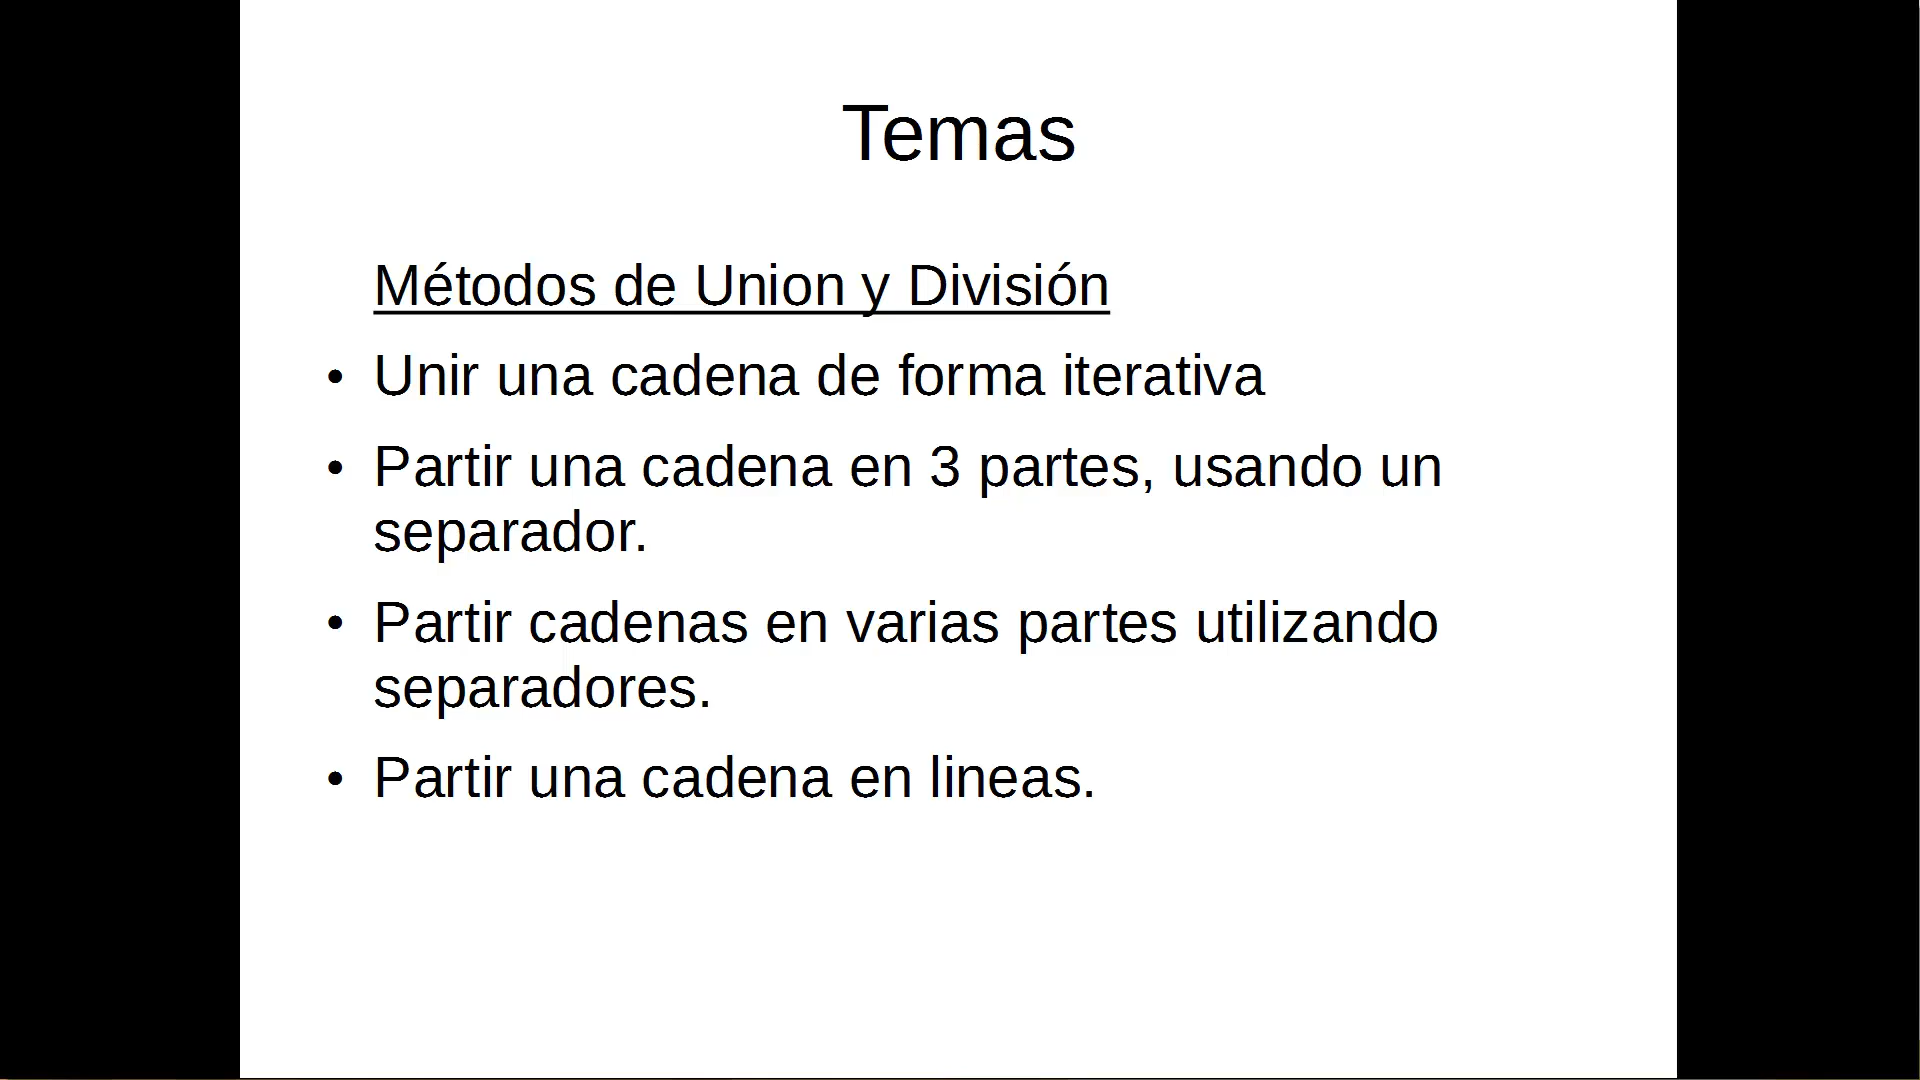 Temas
Métodos de Union y División
• Unir una cadena de forma iterativa
• Partir una cadena en 3 partes, usando un
separador.
• Partir cadenas en varias partes utilizando
separadores.
• Partir una cadena en lineas.